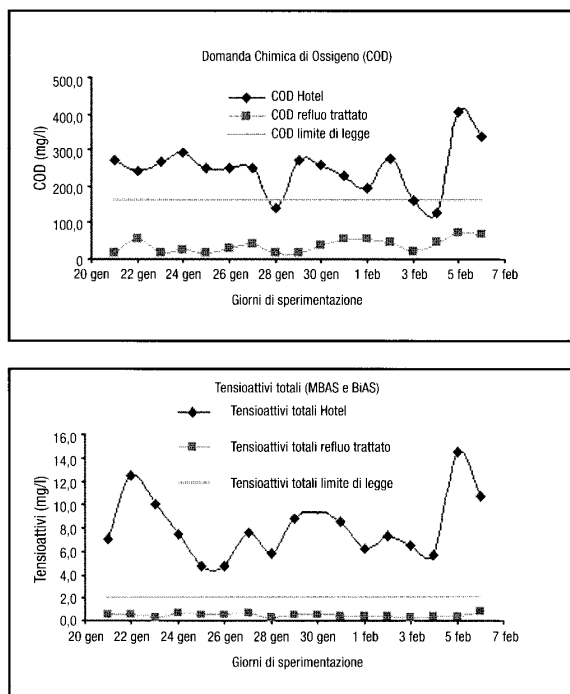 Domanda Chimica di Ossigeno (COD)
500,0
400,0
300,0
200,0
100,0
0
COD (mg/l)
COD Hotel
COD refluo trattato
COD limite di legge
20 gen 22 gen 24 gen 26 gen 28 gen 30 gen 1 feb 3 feb 5 feb 7 feb
Giorni di sperimentazione
Tensioattivi totali (MBAS e BiAS)
Tensioattivi totali Hotel
Tensioattivi totali refluo trattato
Tensioattivi totali limite di legge
16,0
14,0
12,0
10,0
8,0
6,0
4,0
2,0
0,0
Tensioattivi (mg/l)
20 gen 22 gen 24 gen 26 gen 28 gen 30 gen 1 feb 3 feb 5 feb 7 feb
Giorni di sperimentazione